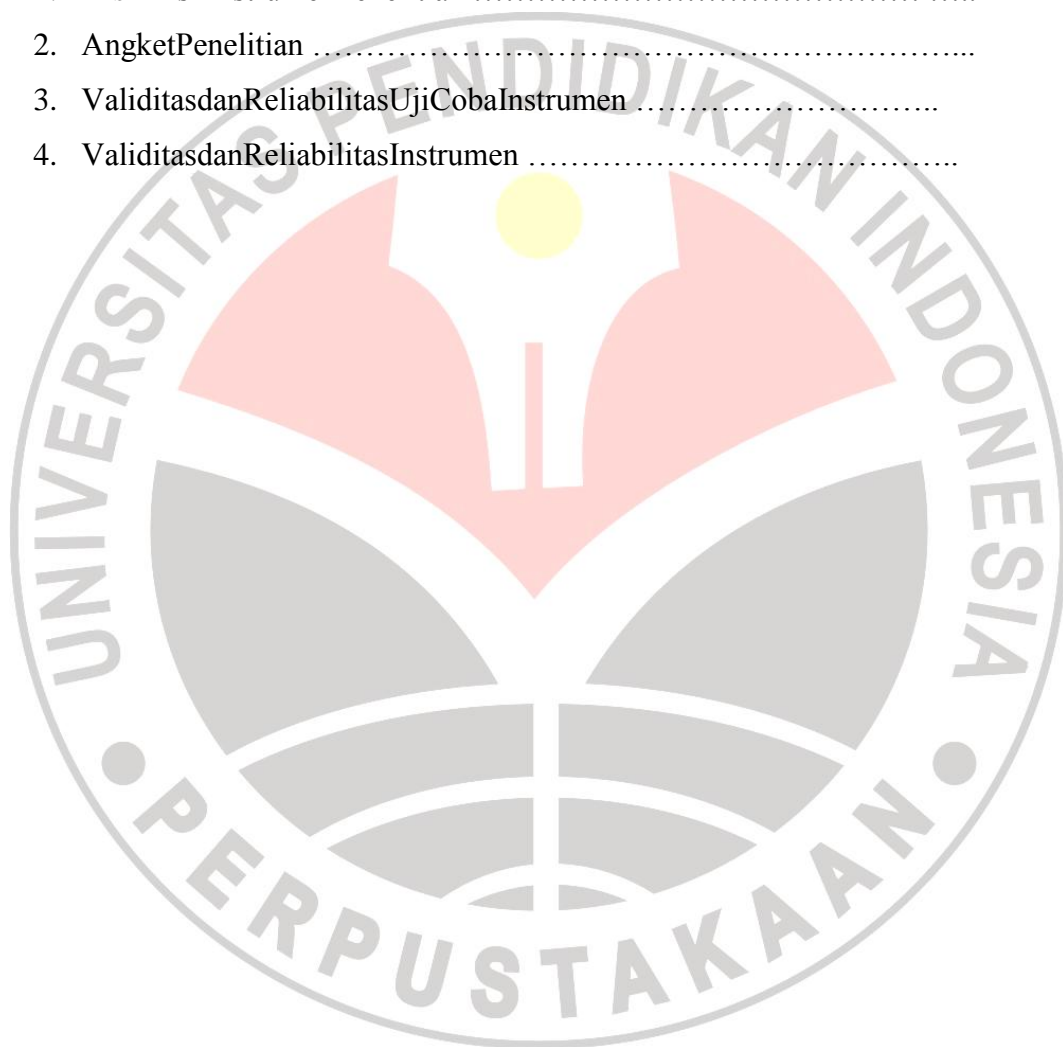 2. AngketPenelitian …………………………………………………...
3. ValiditasdanReliabilitasUjiCobaInstrumen ………………………..
4. ValiditasdanReliabilitasInstrumen …………………………………..
UNIVERSITAS PENDIDIKAN INDONESIA
PERPUSTAKAAN